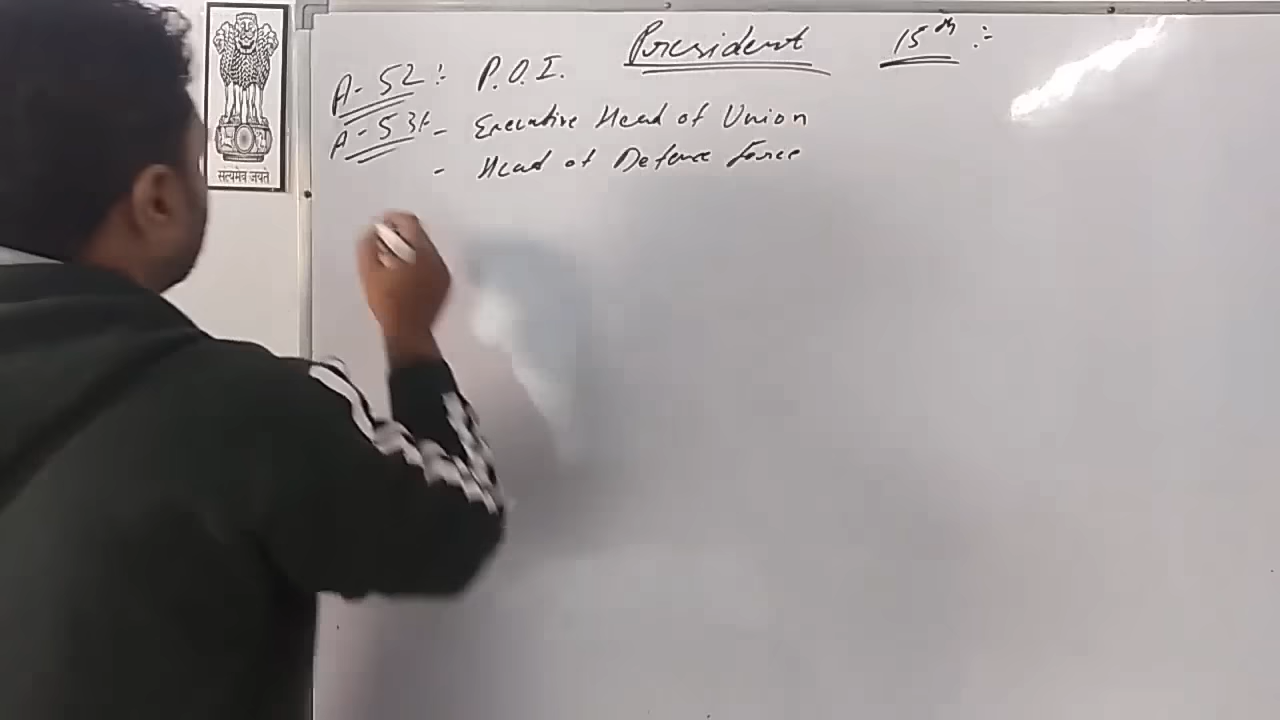 President 15th :-
A-52 :- P.O.I.
A-53 :- - Executive Head of Union
- Head of Defence Force
सत्यमेव जयते